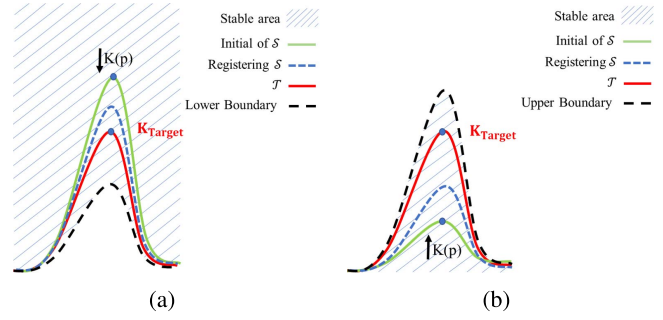 Stable area
Initial of 𝒮
Registering 𝒮
𝒯
Lower Boundary
K(p)
K_Target
(a)
Stable area
Initial of 𝒮
Registering 𝒮
𝒯
Upper Boundary
K_Target
K(p)
(b)